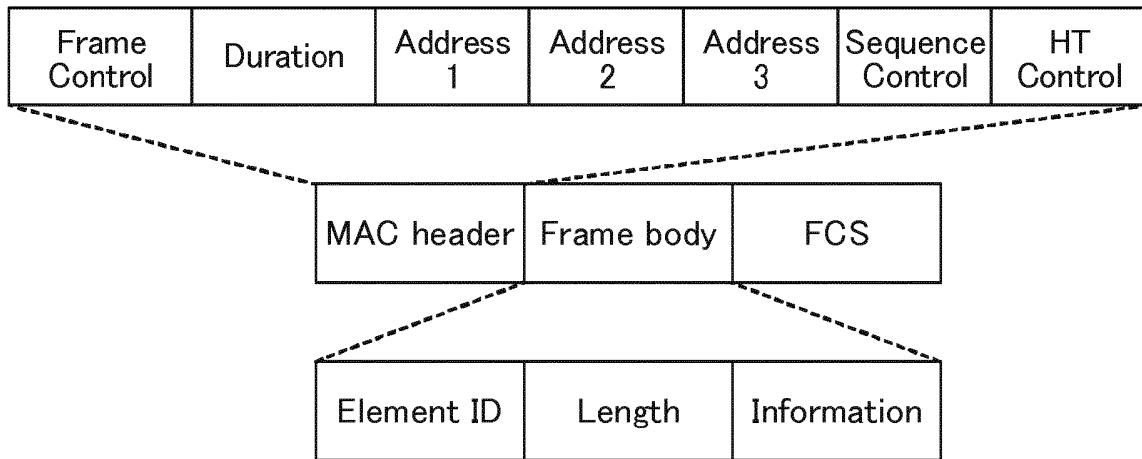 Frame Control
Duration
Address 1
Address 2
Address 3
Sequence Control
HT Control
MAC header
Frame body
FCS
Element ID
Length
Information